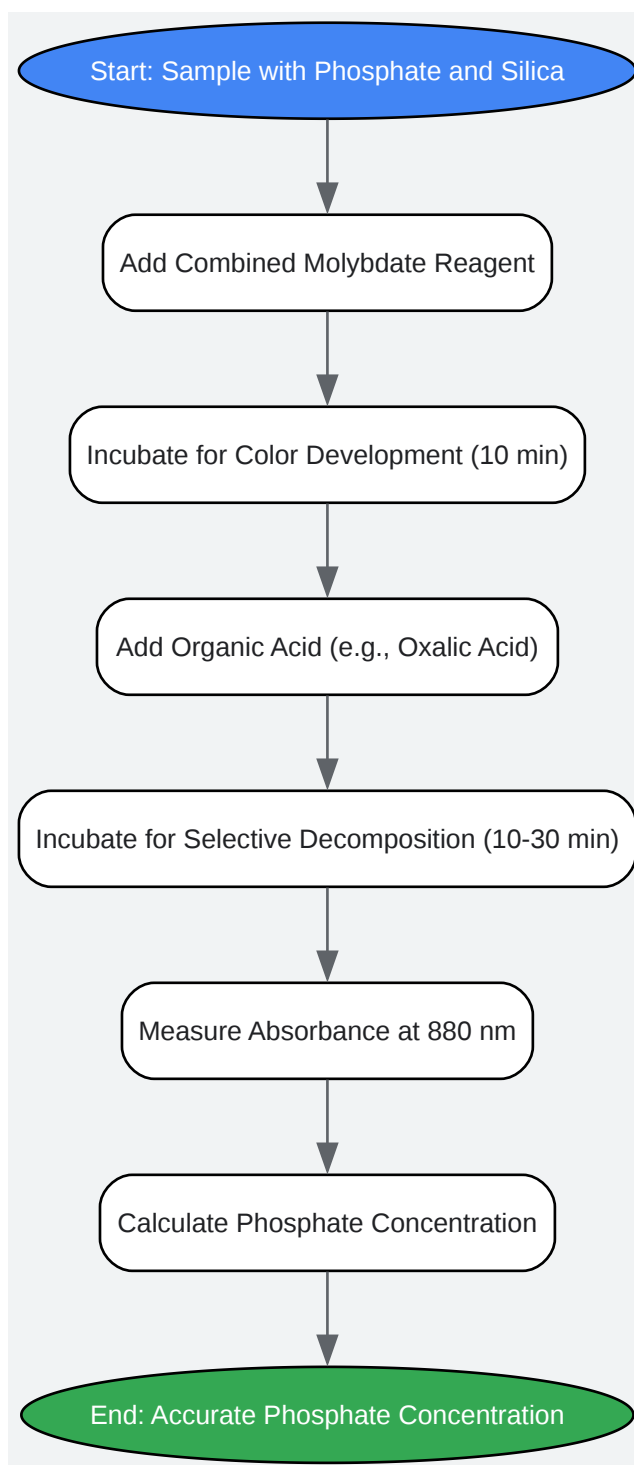 Start: Sample with Phosphate and Silica
Add Combined Molybdate Reagent
Incubate for Color Development (10 min)
Add Organic Acid (e.g., Oxalic Acid)
Incubate for Selective Decomposition (10-30 min)
Measure Absorbance at 880 nm
Calculate Phosphate Concentration
End: Accurate Phosphate Concentration